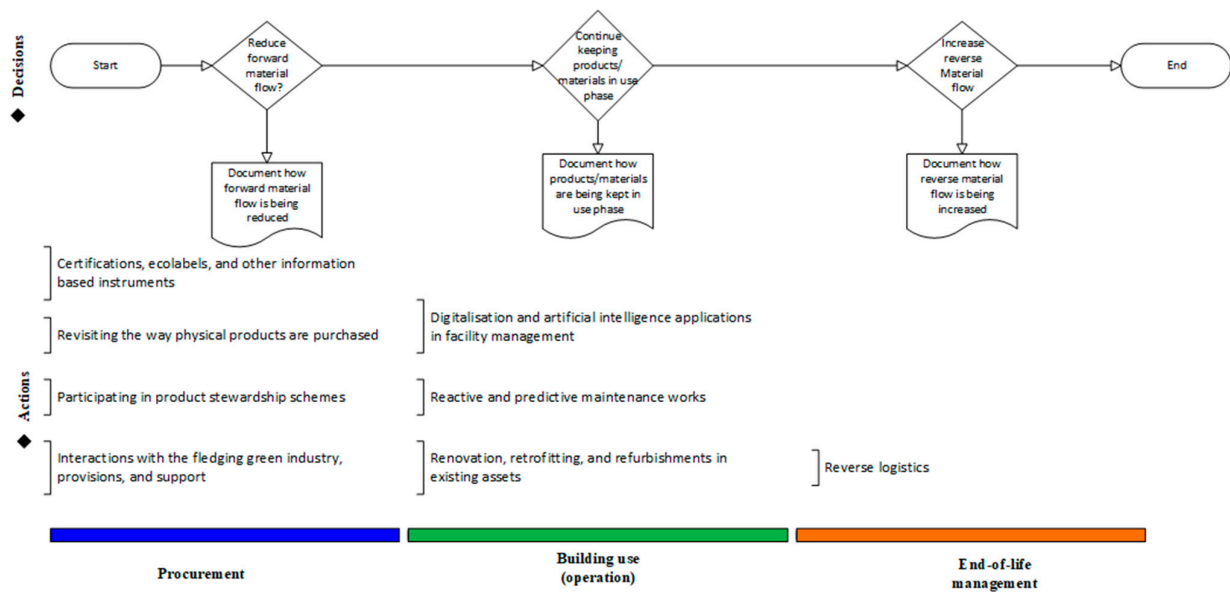 Decisions
Start
Reduce
forward
material
flow?
Continue
keeping
products/
materials in use
phase
Increase
reverse
Material
flow
End
Document how
forward material
flow is being
reduced
Document how
products/materials
are being kept in
use phase
Document how
reverse material
flow is being
increased
Actions
Certifications, ecolabels, and other information
based instruments
Revisiting the way physical products are purchased
Participating in product stewardship schemes
Interactions with the fledging green industry,
provisions, and support
Digitalisation and artificial intelligence applications
in facility management
Reactive and predictive maintenance works
Renovation, retrofitting, and refurbishments in
existing assets
Reverse logistics
Procurement
Building use
(operation)
End-of-life
management